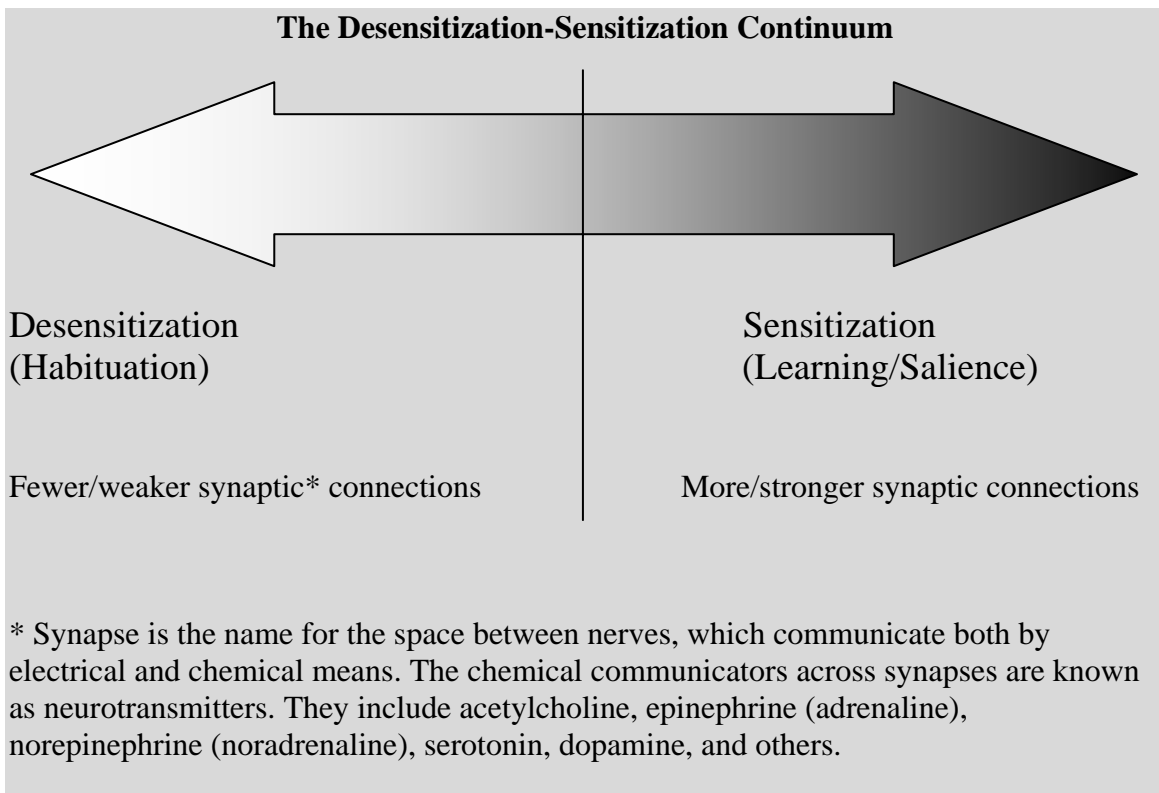 The Desensitization-Sensitization Continuum
Desensitization
(Habituation)
Sensitization
(Learning/Salience)
Fewer/weaker synaptic* connections
More/stronger synaptic connections
* Synapse is the name for the space between nerves, which communicate both by
electrical and chemical means. The chemical communicators across synapses are known
as neurotransmitters. They include acetylcholine, epinephrine (adrenaline),
norepinephrine (noradrenaline), serotonin, dopamine, and others.